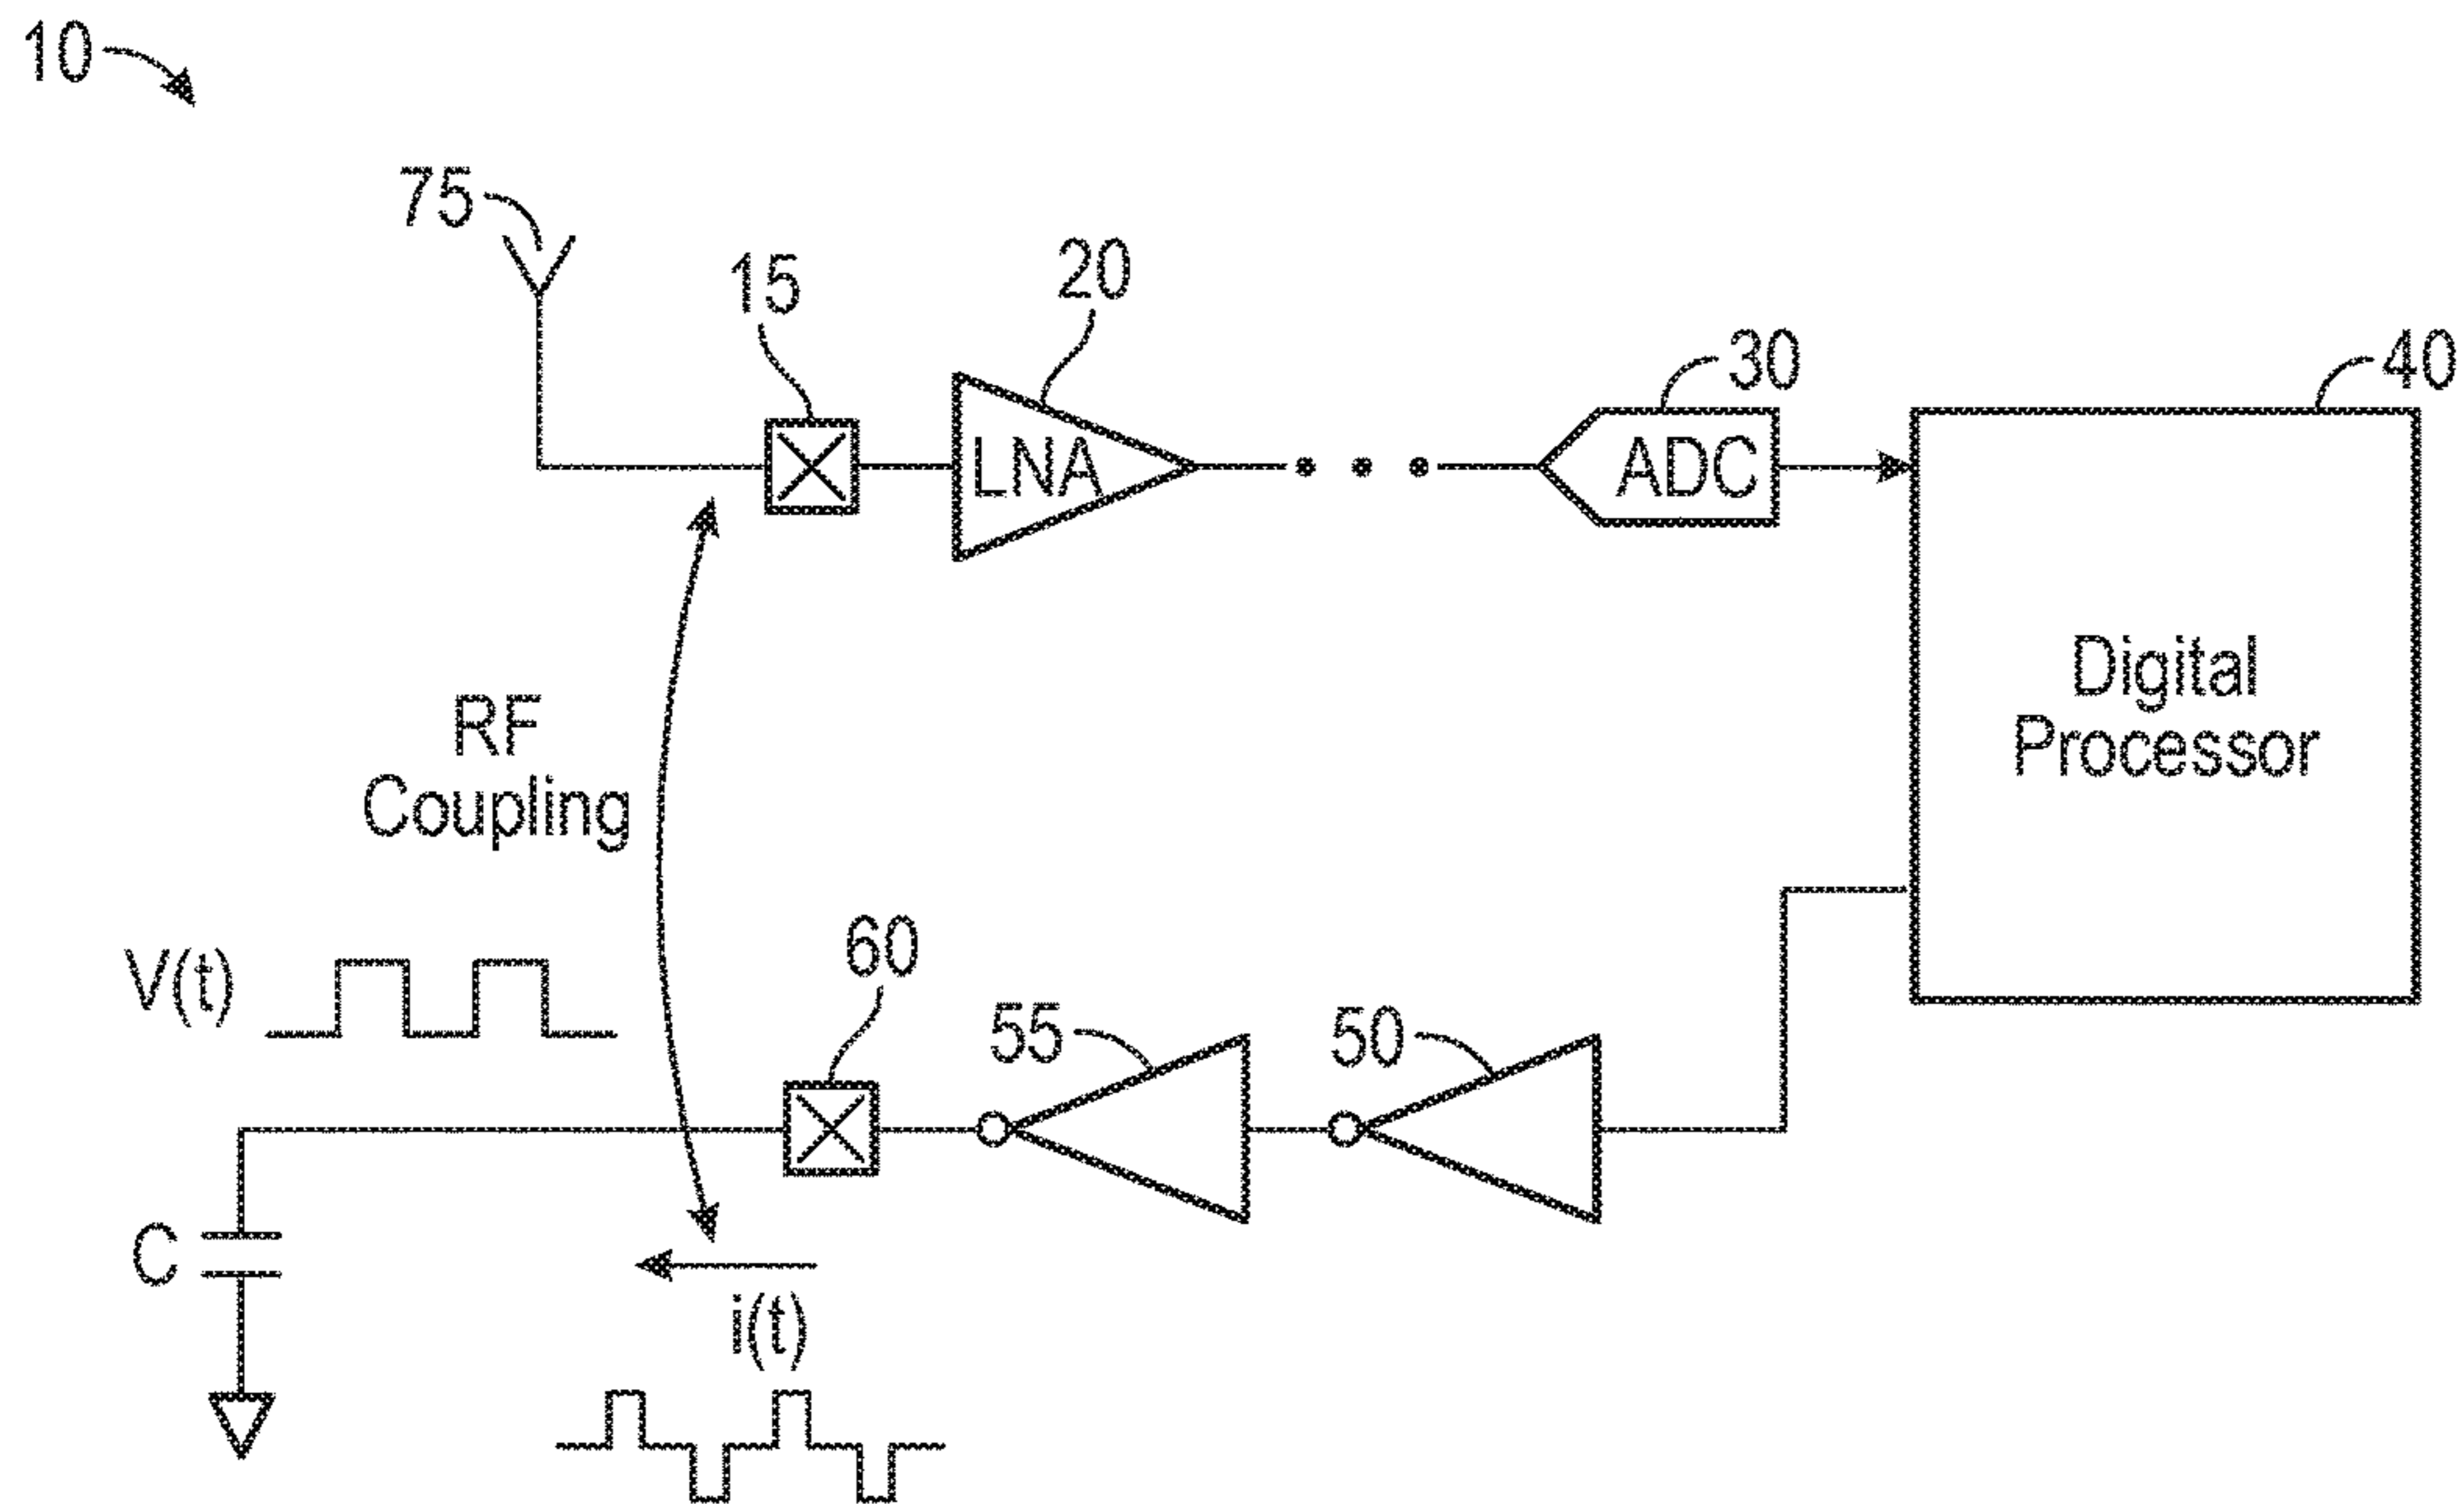 10
75
15
20
30
40
LNA
ADC
Digital
Processor
RF
Coupling
V(t)
60
55
50
C
i(t)